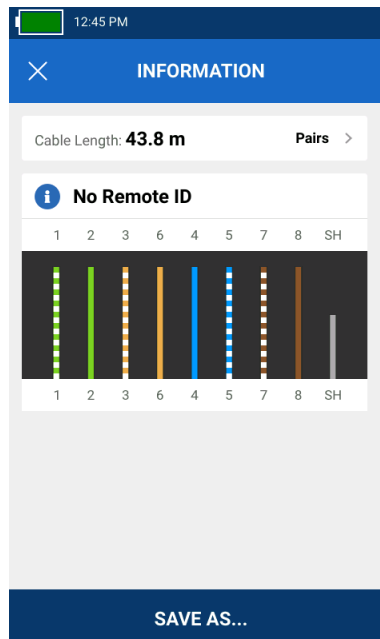 12:45 PM
INFORMATION
Cable Length: 43.8 m Pairs >
i No Remote ID
1 2 3 6 4 5 7 8 SH
1 2 3 6 4 5 7 8 SH
SAVE AS...